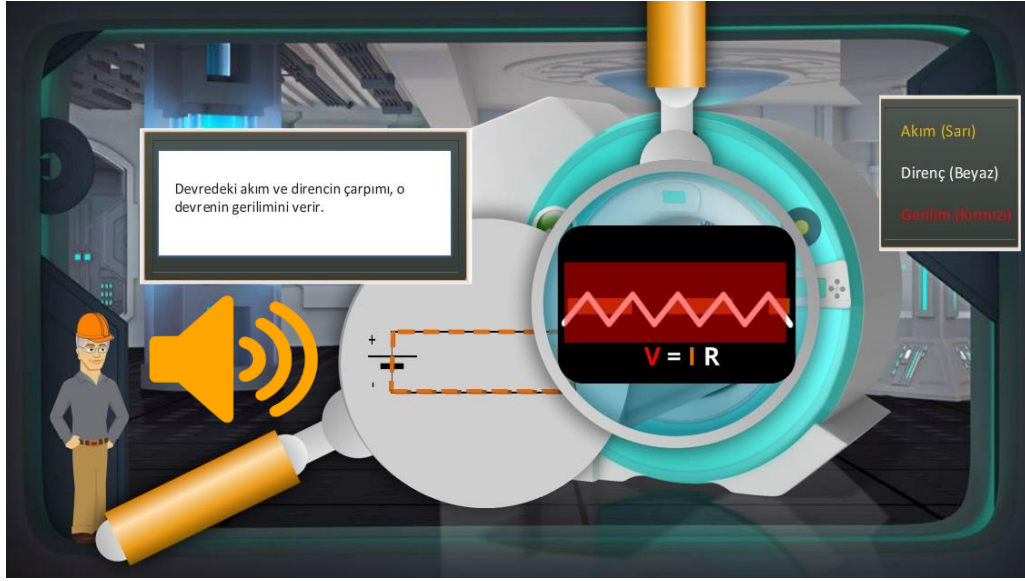 Devredeki akım ve direncin çarpımı, o
devrenin gerilimini verir.
Akım (Sarı)
Direnç (Beyaz)
Gerilim (Kırmızı)
+
-
V = I R